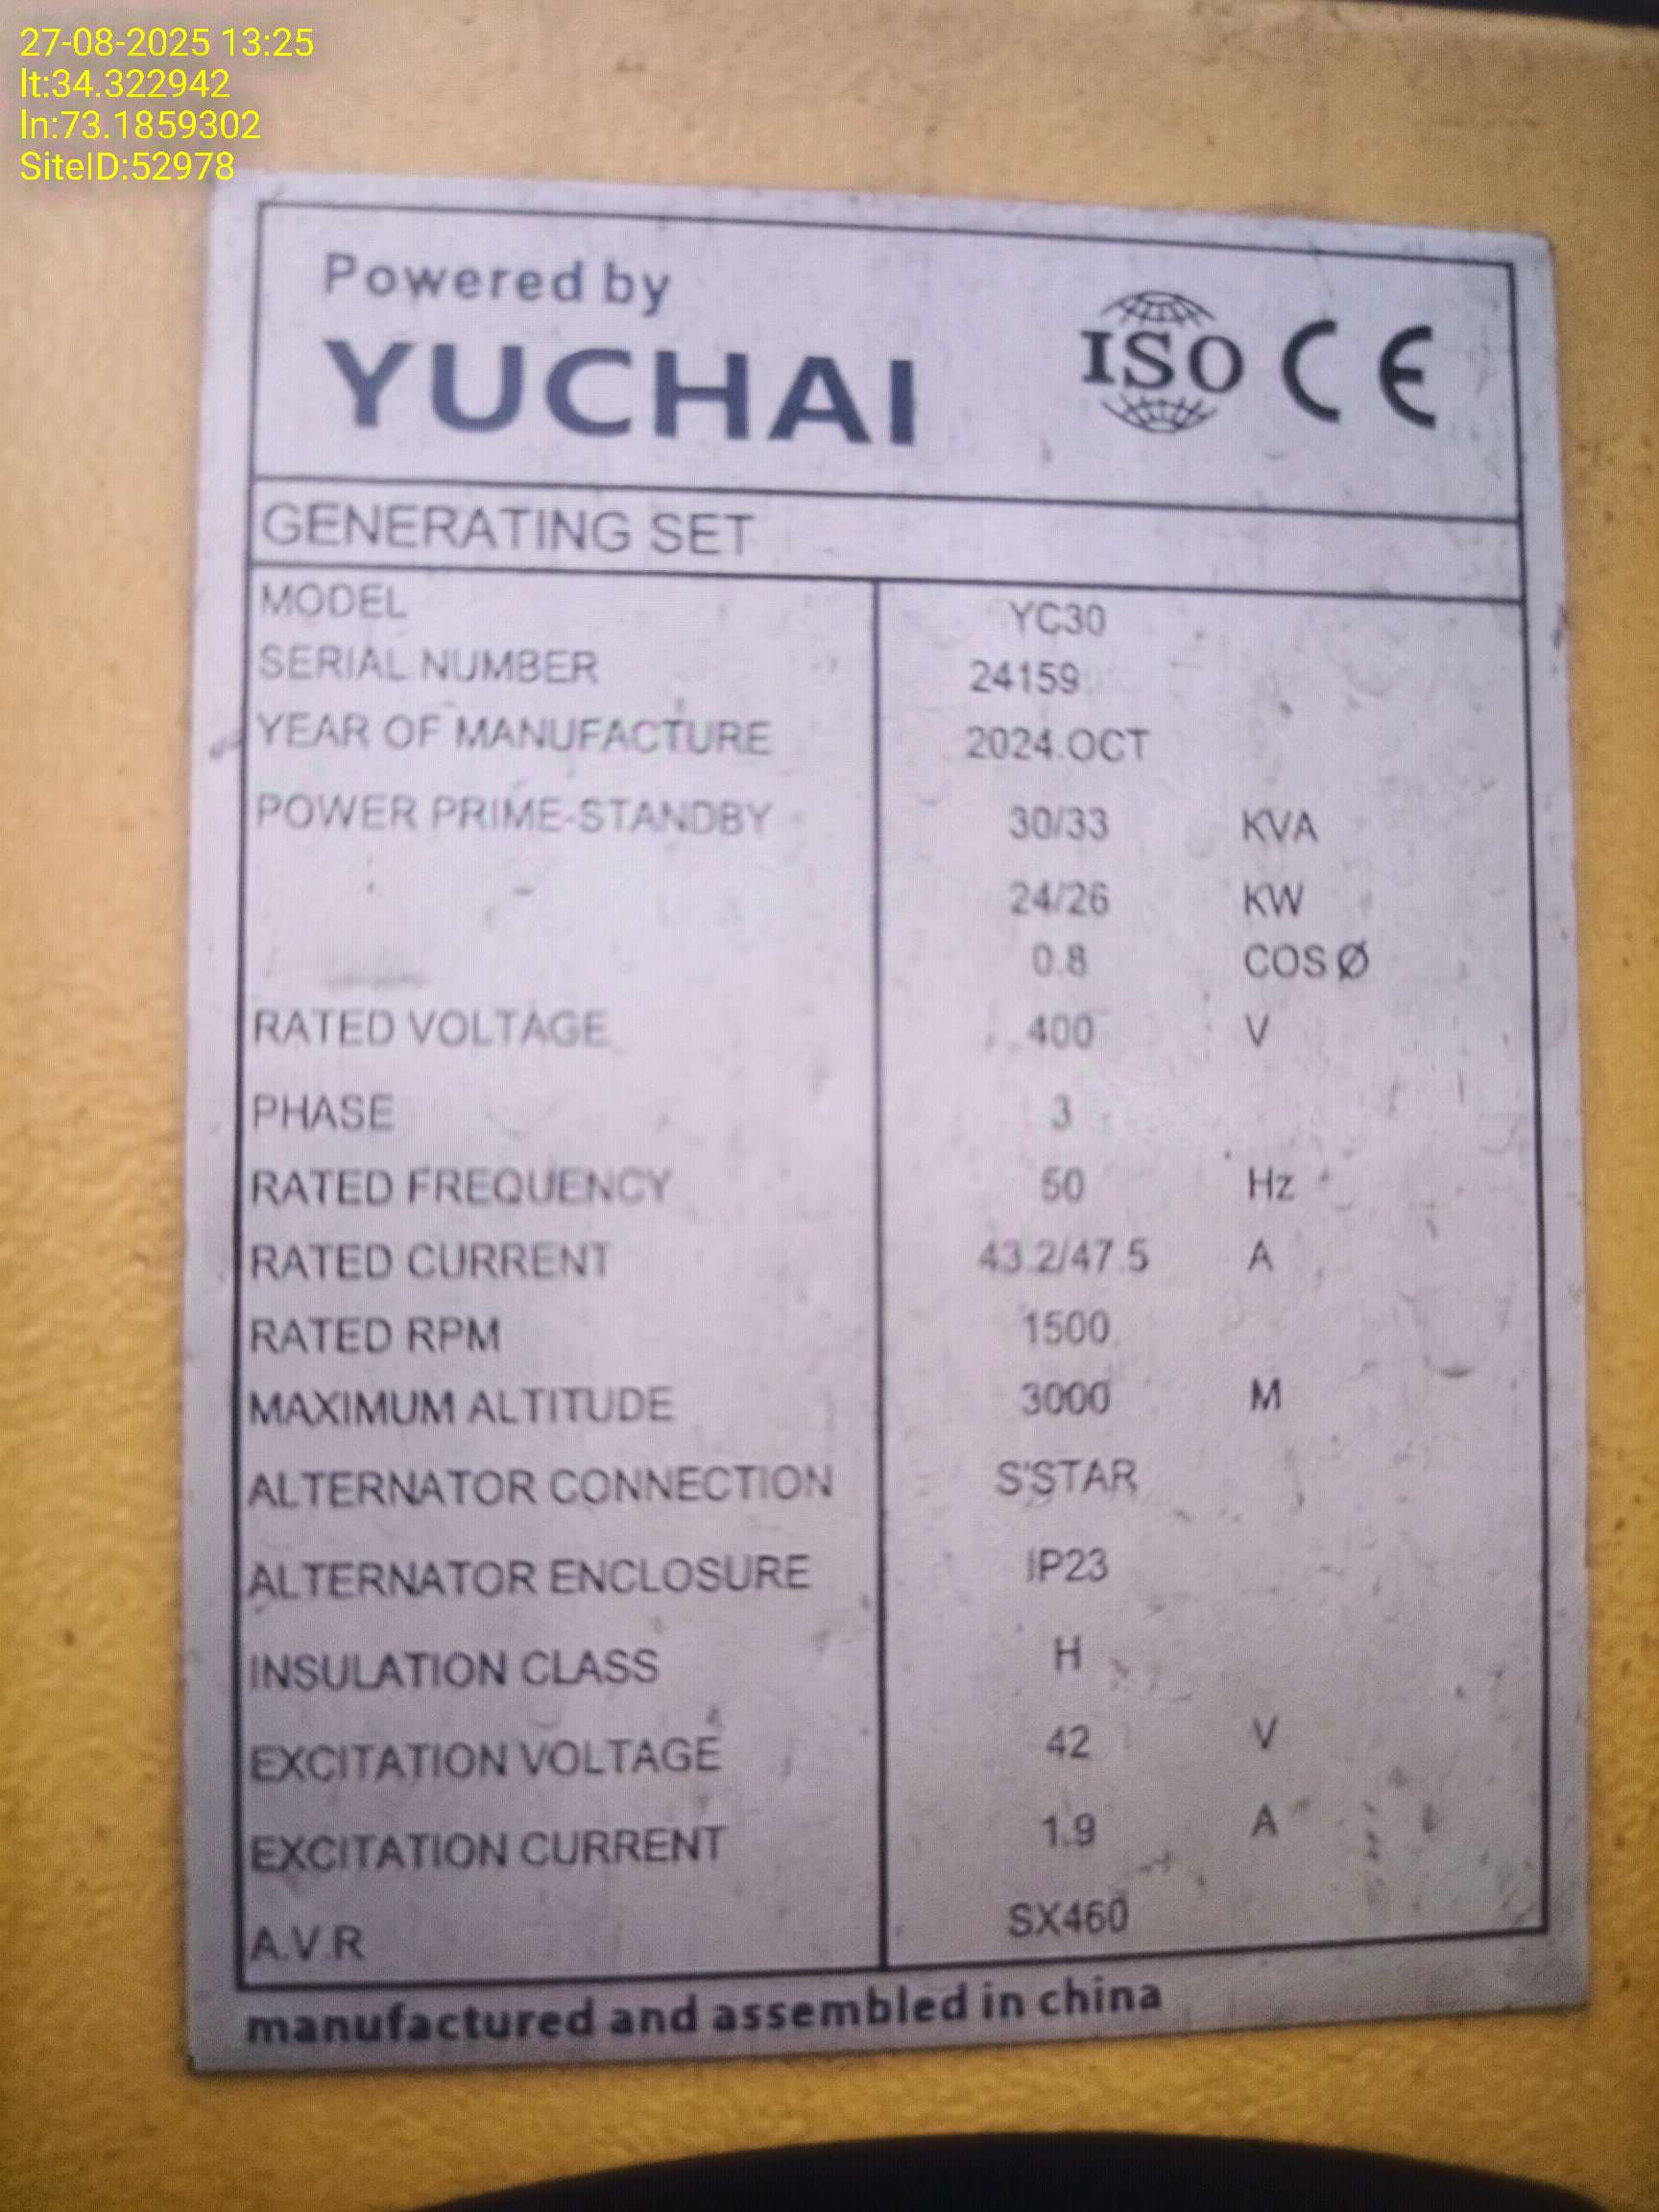 27-08-2025 13:25
lt:34.322942
ln:73.1859302
SiteID:52978
Powered by
YUCHAI
ISO CE
GENERATING SET
MODEL YC30
SERIAL NUMBER 24159
YEAR OF MANUFACTURE 2024.OCT
POWER PRIME-STANDBY 30/33 KVA
24/26 KW
0.8 COS Ø
RATED VOLTAGE 400 V
PHASE 3
RATED FREQUENCY 50 Hz
RATED CURRENT 43.2/47.5 A
RATED RPM 1500
MAXIMUM ALTITUDE 3000 M
ALTERNATOR CONNECTION S'STAR
ALTERNATOR ENCLOSURE IP23
INSULATION CLASS H
EXCITATION VOLTAGE 42 V
EXCITATION CURRENT 1.9 A
A.V.R SX460
manufactured and assembled in china